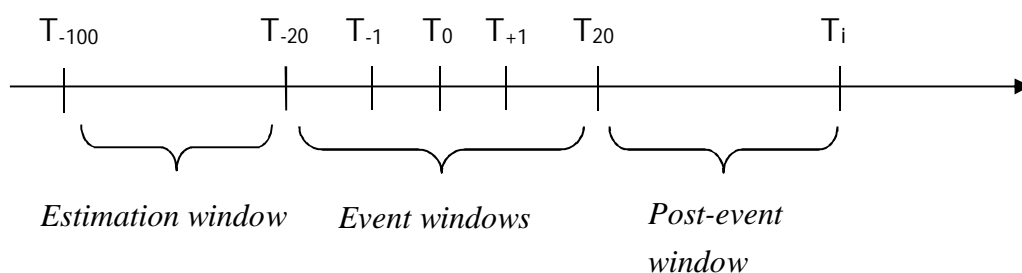 T-100 T-20 T-1 T0 T+1 T20 Ti
Estimation window Event windows Post-event
window